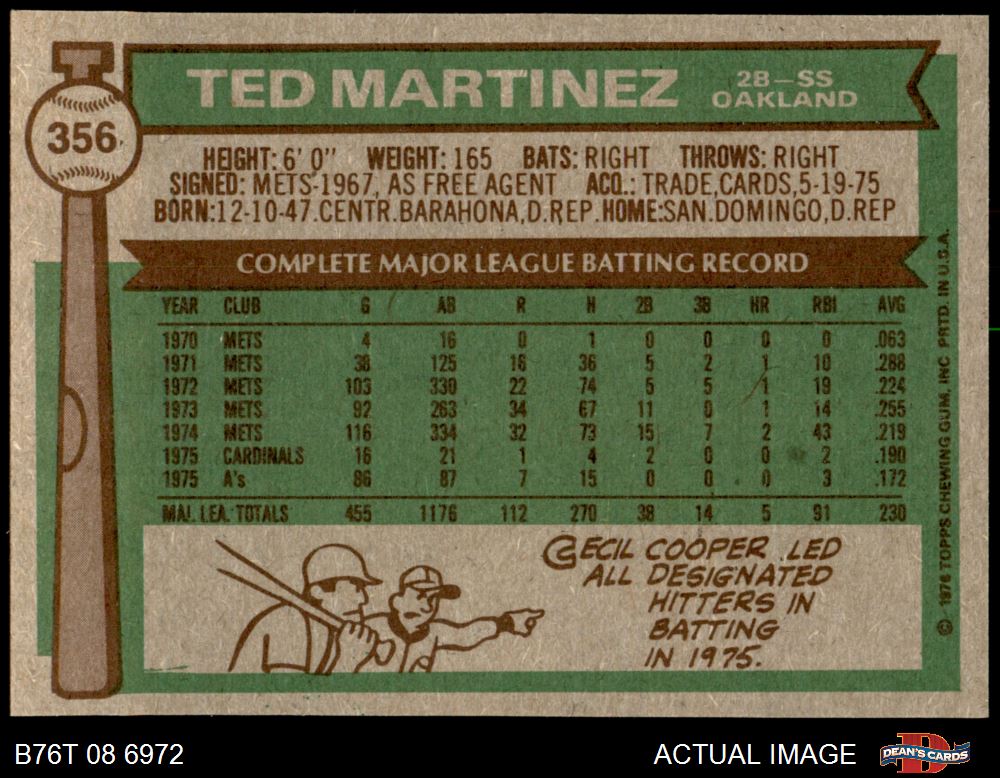 356
TED MARTINEZ
2B—SS
OAKLAND
HEIGHT: 6' 0" WEIGHT: 165 BATS: RIGHT THROWS: RIGHT
SIGNED: METS-1967, AS FREE AGENT ACQ.: TRADE,CARDS,5-19-75
BORN:12-10-47.CENTR.BARAHONA,D.REP.HOME:SAN.DOMINGO,D.REP
COMPLETE MAJOR LEAGUE BATTING RECORD
YEAR CLUB G AB R H 2B 3B HR RBI AVG
1970 METS 4 16 0 1 0 0 0 0 .063
1971 METS 38 125 16 36 5 2 1 10 .288
1972 METS 103 330 22 74 5 5 1 19 .224
1973 METS 92 263 34 67 11 0 1 14 .255
1974 METS 116 334 32 73 15 7 2 43 .219
1975 CARDINALS 16 21 1 4 2 0 0 2 .190
1975 A's 86 87 7 15 0 0 0 3 .172
MAJ. LEA. TOTALS 455 1176 112 270 38 14 5 91 230
CECIL COOPER LED
ALL DESIGNATED
HITTERS IN
BATTING
IN 1975.
© 1976 TOPPS CHEWING GUM, INC PRTD. IN U.S.A.
B76T 08 6972
ACTUAL IMAGE
DEAN'S CARDS